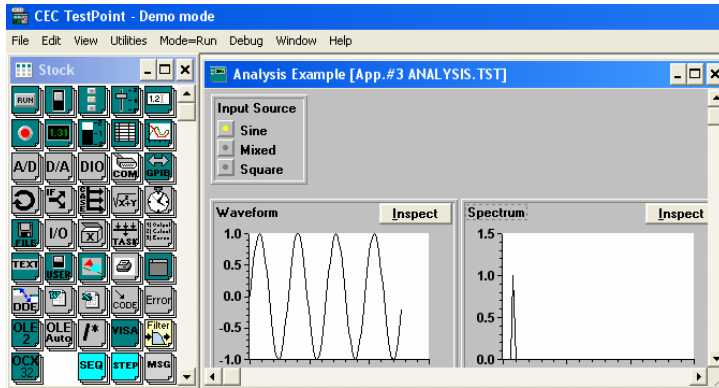 CEC TestPoint - Demo mode
File Edit View Utilities Mode=Run Debug Window Help
Stock
RUN
1.2
1.31
A/D D/A DIO COM GPIB
IF CASE √X+Y
FILE I/O X TASK
TEXT USER
DDE CODE Error
OLE 2 OLE Auto /* VISA Filter
OCX 32 SEQ STEP MSG
Analysis Example [App.#3 ANALYSIS.TST]
Input Source
Sine
Mixed
Square
Waveform Inspect
1.0
0.5
0.0
-0.5
-1.0
Spectrum Inspect
1.5
1.0
0.5
0.0